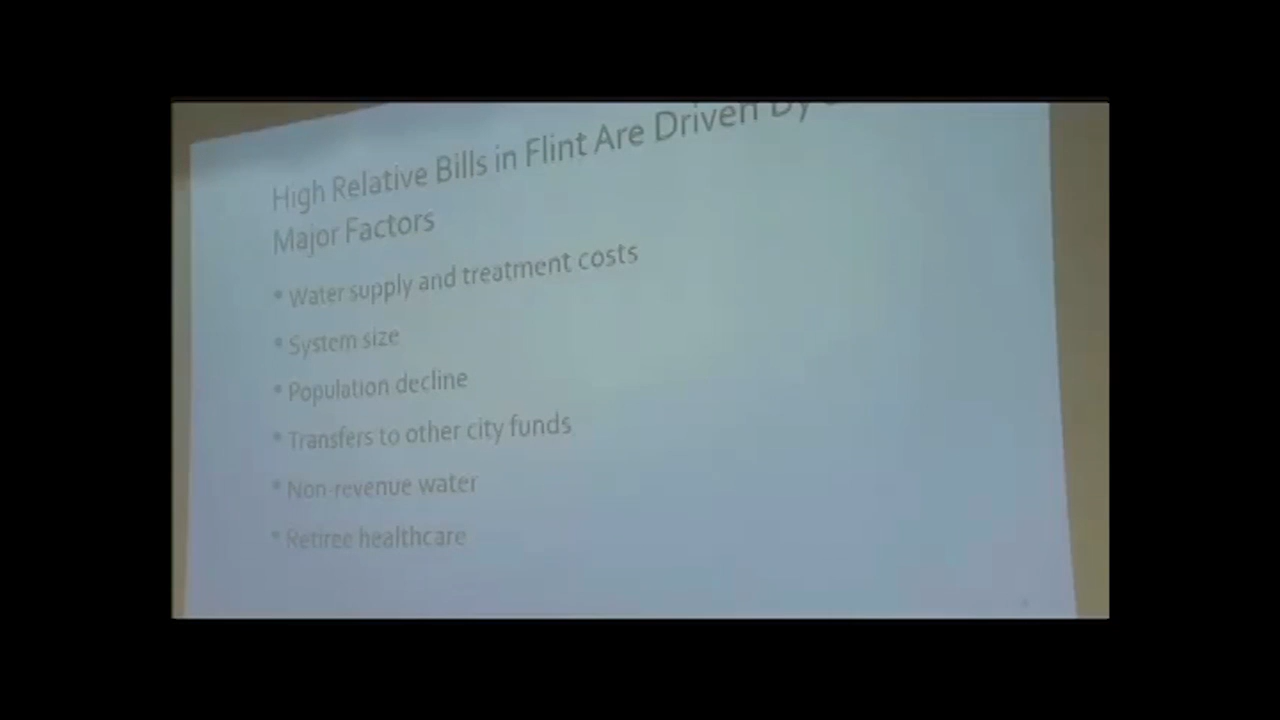 High Relative Bills in Flint Are Driven By
Major Factors
* Water supply and treatment costs
* System size
* Population decline
* Transfers to other city funds
* Non-revenue water
* Retiree healthcare